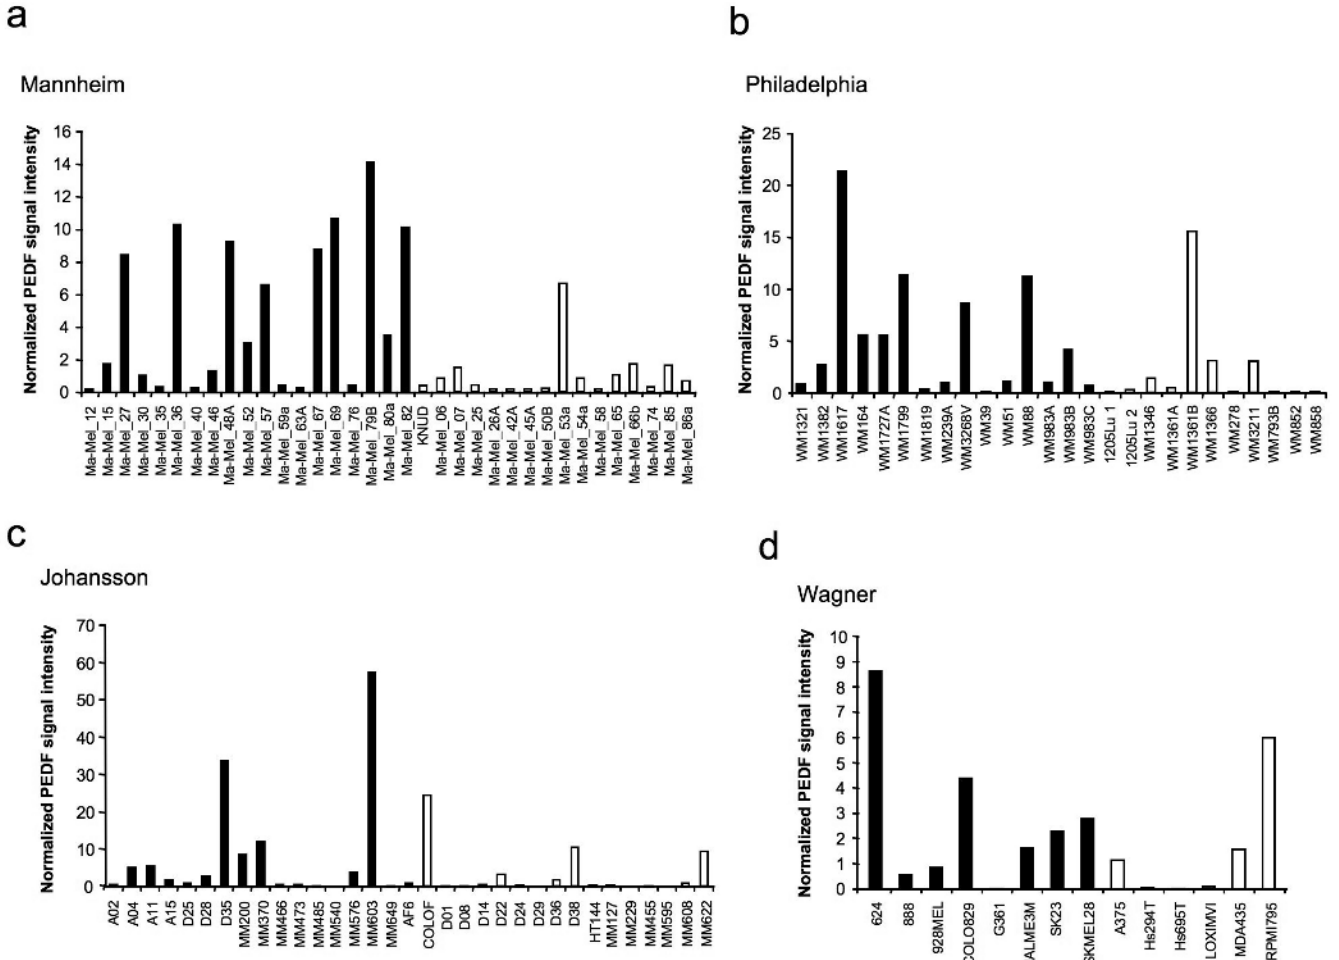 a
Mannheim
Normalized PEDF signal intensity
16
14
12
10
8
6
4
2
0
Ma-Mel_12
Ma-Mel_15
Ma-Mel_27
Ma-Mel_30
Ma-Mel_35
Ma-Mel_36
Ma-Mel_40
Ma-Mel_46
Ma-Mel_48A
Ma-Mel_52
Ma-Mel_57
Ma-Mel_59a
Ma-Mel_63A
Ma-Mel_67
Ma-Mel_69
Ma-Mel_76
Ma-Mel_79B
Ma-Mel_80a
Ma-Mel_82
KNUD
Ma-Mel_06
Ma-Mel_07
Ma-Mel_25
Ma-Mel_26A
Ma-Mel_42A
Ma-Mel_45A
Ma-Mel_50B
Ma-Mel_53a
Ma-Mel_54a
Ma-Mel_58
Ma-Mel_65
Ma-Mel_66b
Ma-Mel_74
Ma-Mel_85
Ma-Mel_86a
b
Philadelphia
Normalized PEDF signal intensity
25
20
15
10
5
0
WM1321
WM1382
WM1617
WM164
WM1727A
WM1799
WM1819
WM239A
WM3268V
WM39
WM51
WM88
WM983A
WM983B
WM983C
1205Lu 1
1205Lu 2
WM1346
WM1361A
WM1361B
WM1366
WM278
WM3211
WM793B
WM852
WM858
c
Johansson
Normalized PEDF signal intensity
70
60
50
40
30
20
10
0
A02
A04
A11
A15
D25
D28
D35
MM200
MM370
MM466
MM473
MM485
MM540
MM576
MM603
MM649
AF6
COLOF
D01
D08
D14
D22
D24
D29
D36
D38
HT144
MM127
MM229
MM455
MM595
MM608
MM622
d
Wagner
Normalized PEDF signal intensity
10
9
8
7
6
5
4
3
2
1
0
624
888
928MEL
COLO829
G361
ALME3M
SK23
SKMEL28
A375
Hs294T
Hs695T
LOXIMVI
MDA435
RPMI795